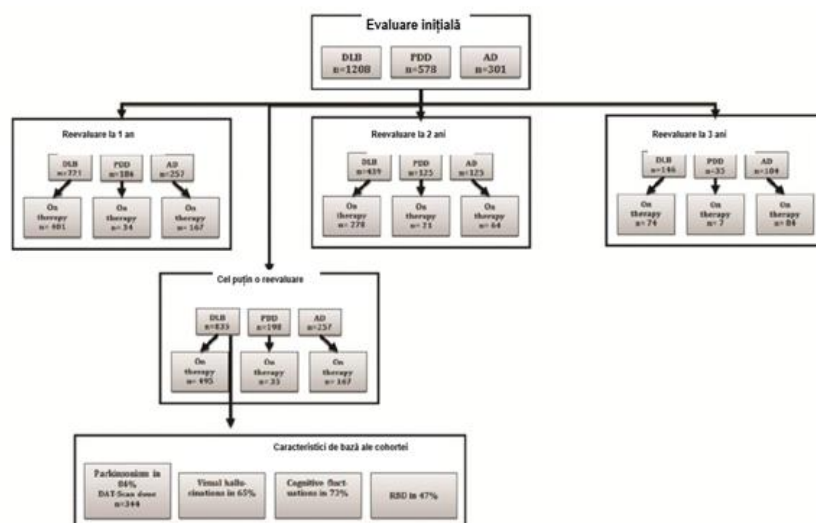 Evaluare inițială
DLB
n=1208
PDD
n=578
AD
n=301
Reevaluare la 1 an
DLB
n=771
PDD
n=186
AD
n=257
On
therapy
n= 401
On
therapy
n= 34
On
therapy
n= 167
Reevaluare la 2 ani
DLB
n=419
PDD
n=125
AD
n=125
On
therapy
n= 278
On
therapy
n= 21
On
therapy
n= 64
Reevaluare la 3 ani
DLB
n=146
PDD
n=35
AD
n=104
On
therapy
n= 74
On
therapy
n= 7
On
therapy
n= 84
Cel puțin o reevaluare
DLB
n=835
PDD
n=198
AD
n=257
On
therapy
n= 495
On
therapy
n= 35
On
therapy
n= 167
Caracteristici de bază ale cohortei
Parkinsonism in
84%
DAT-Scan done
n=344
Visual hallu-
cinations in 65%
Cognitive fluct-
uations in 73%
RBD in 47%